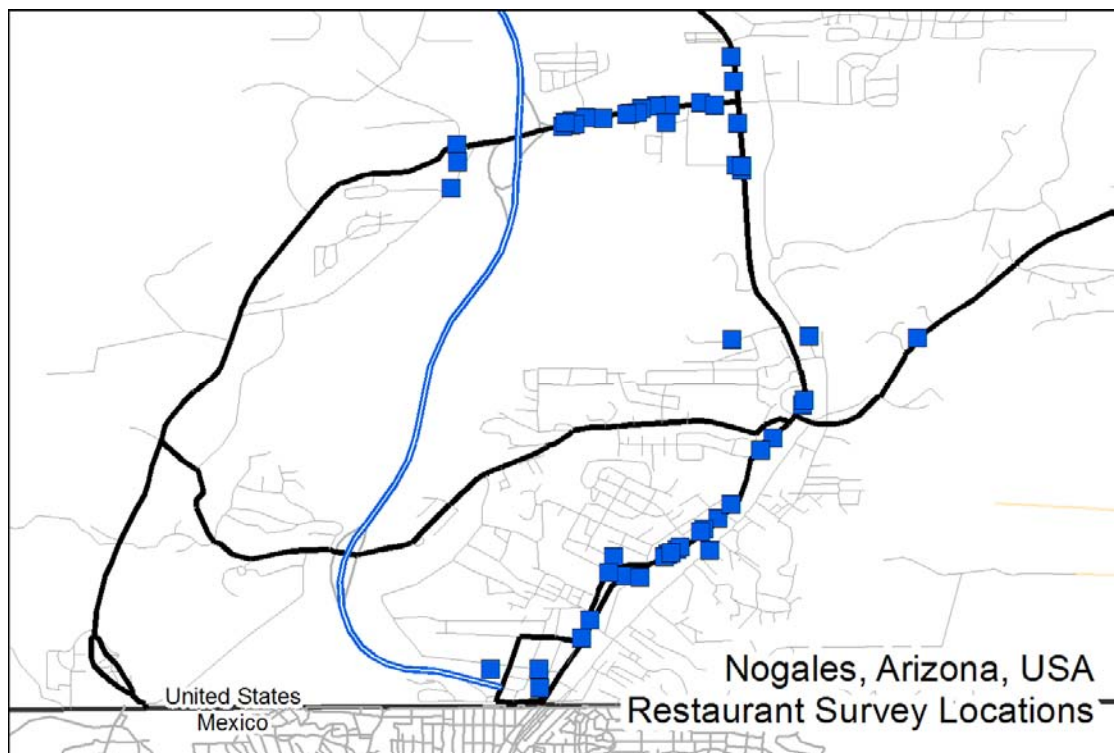 United States
Mexico
Nogales, Arizona, USA
Restaurant Survey Locations